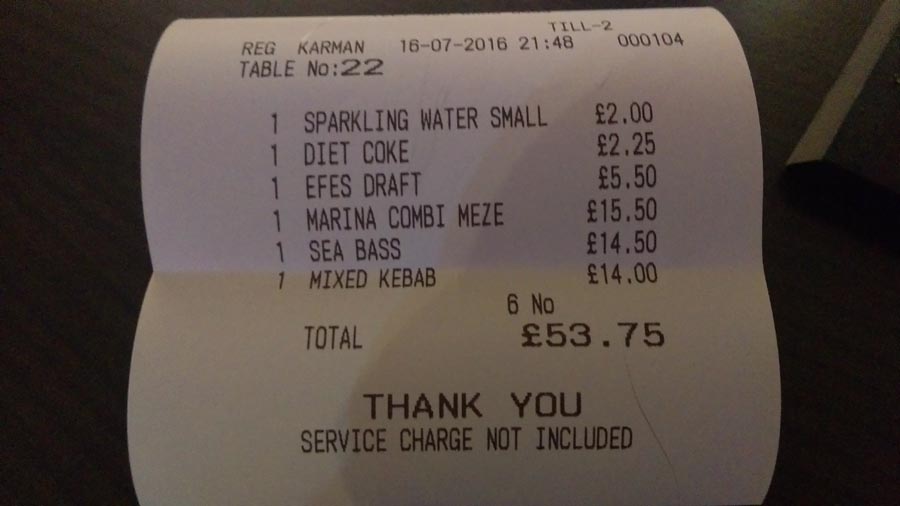 TILL-2
REG KARMAN 16-07-2016 21:48 000104
TABLE No:22
1 SPARKLING WATER SMALL £2.00
1 DIET COKE £2.25
1 EFES DRAFT £5.50
1 MARINA COMBI MEZE £15.50
1 SEA BASS £14.50
1 MIXED KEBAB £14.00
6 No
TOTAL £53.75
THANK YOU
SERVICE CHARGE NOT INCLUDED